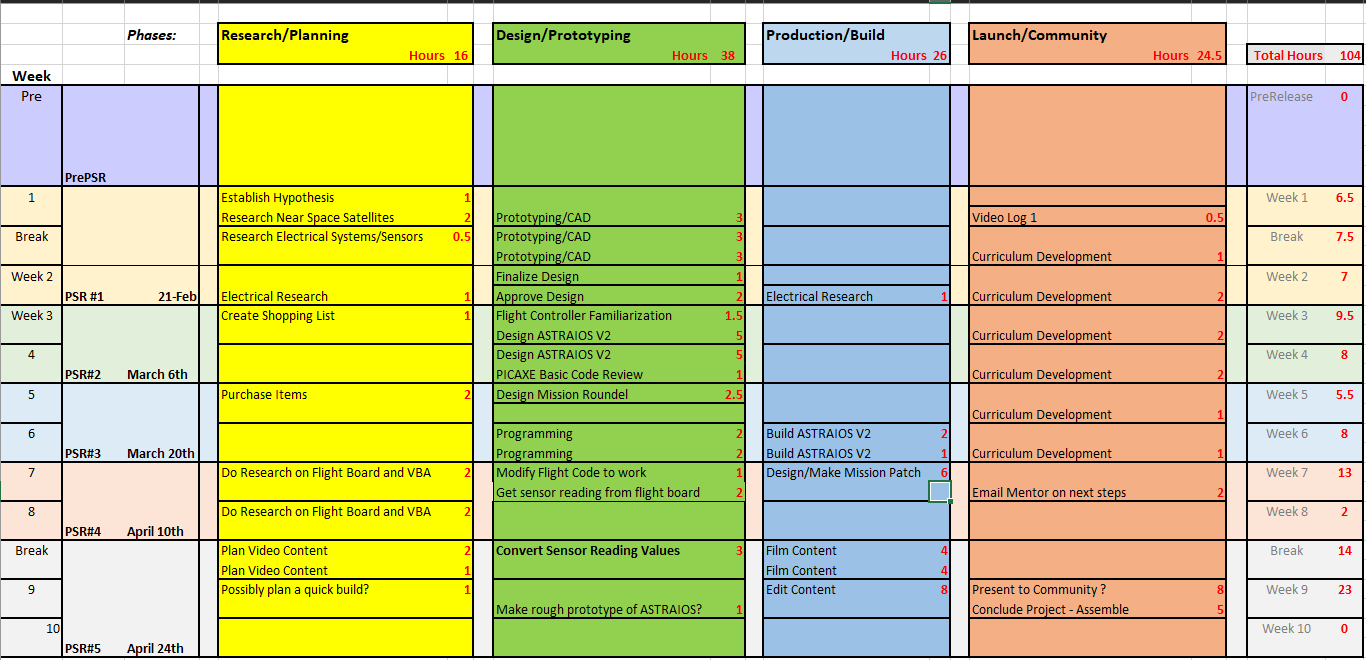 Phases: Research/Planning Design/Prototyping Production/Build Launch/Community
Hours 16 Hours 38 Hours 26 Hours 24.5 Total Hours 104
Week
Pre PreRelease 0
PrePSR
1 Establish Hypothesis 1 Week 1 6.5
Research Near Space Satellites 2 Prototyping/CAD 3 Video Log 1 0.5
Break Research Electrical Systems/Sensors 0.5 Prototyping/CAD 3 Break 7.5
Prototyping/CAD 3 Curriculum Development 1
Week 2 Finalize Design 1 Week 2 7
PSR #1 21-Feb Electrical Research 1 Approve Design 2 Electrical Research 1 Curriculum Development 2
Week 3 Create Shopping List 1 Flight Controller Familiarization 1.5 Week 3 9.5
Design ASTRAIOS V2 5 Curriculum Development 2
4 Design ASTRAIOS V2 5 Week 4 8
PSR#2 March 6th PICAXE Basic Code Review 1 Curriculum Development 2
5 Purchase Items 2 Design Mission Roundel 2.5 Week 5 5.5
Curriculum Development 1
6 Programming 2 Build ASTRAIOS V2 2 Week 6 8
PSR#3 March 20th Programming 2 Build ASTRAIOS V2 1 Curriculum Development 1
7 Do Research on Flight Board and VBA 2 Modify Flight Code to work 1 Design/Make Mission Patch 6 Week 7 13
Get sensor reading from flight board 2 Email Mentor on next steps 2
8 Do Research on Flight Board and VBA 2 Week 8 2
PSR#4 April 10th
Break Plan Video Content 2 Convert Sensor Reading Values 3 Film Content 4 Break 14
Plan Video Content 1 Film Content 4
9 Possibly plan a quick build? 1 Edit Content 8 Present to Community ? 8 Week 9 23
Make rough prototype of ASTRAIOS? 1 Conclude Project - Assemble 5
10 Week 10 0
PSR#5 April 24th